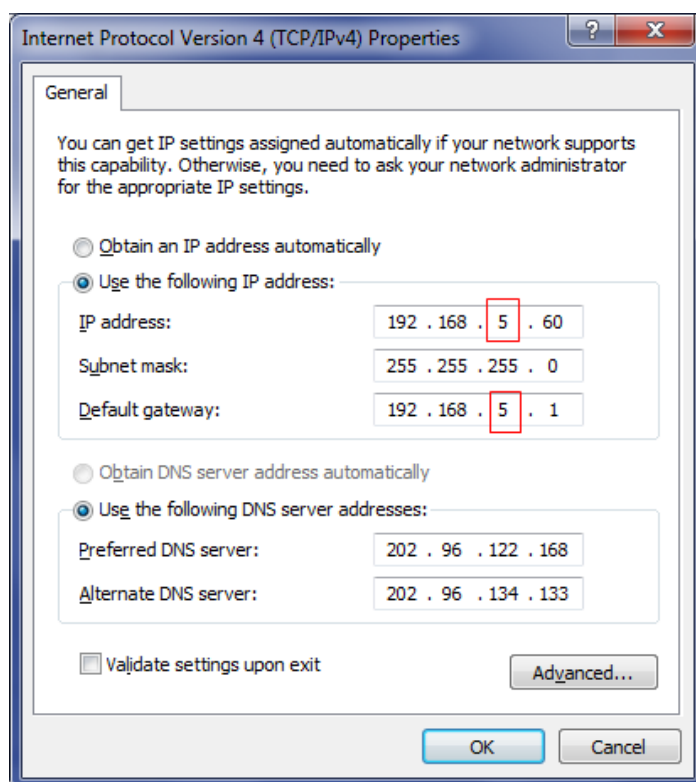 Internet Protocol Version 4 (TCP/IPv4) Properties
General
You can get IP settings assigned automatically if your network supports
this capability. Otherwise, you need to ask your network administrator
for the appropriate IP settings.
Obtain an IP address automatically
Use the following IP address:
IP address: 192 . 168 . 5 . 60
Subnet mask: 255 . 255 . 255 . 0
Default gateway: 192 . 168 . 5 . 1
Obtain DNS server address automatically
Use the following DNS server addresses:
Preferred DNS server: 202 . 96 . 122 . 168
Alternate DNS server: 202 . 96 . 134 . 133
Validate settings upon exit
Advanced...
OK Cancel